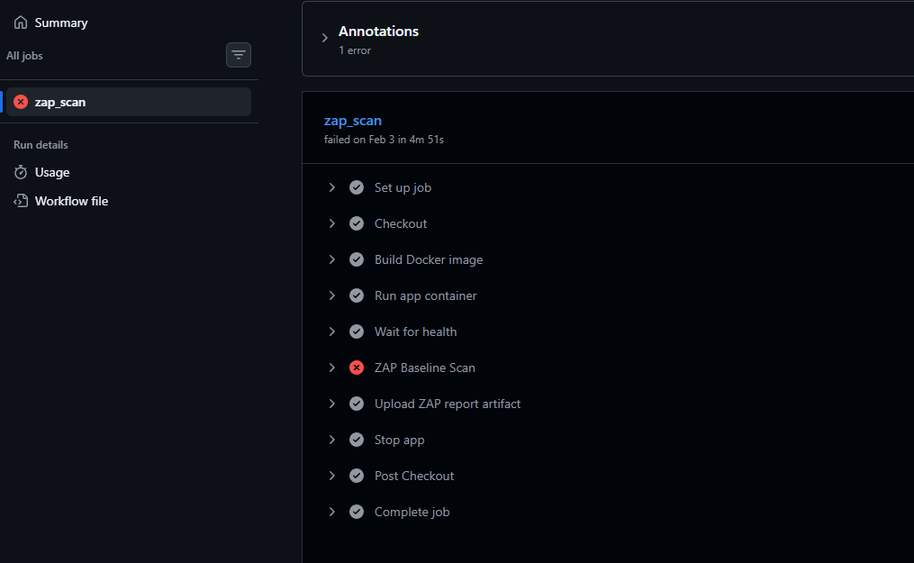 Summary
All jobs
zap_scan
Run details
Usage
Workflow file
Annotations
1 error
zap_scan
failed on Feb 3 in 4m 51s
Set up job
Checkout
Build Docker image
Run app container
Wait for health
ZAP Baseline Scan
Upload ZAP report artifact
Stop app
Post Checkout
Complete job